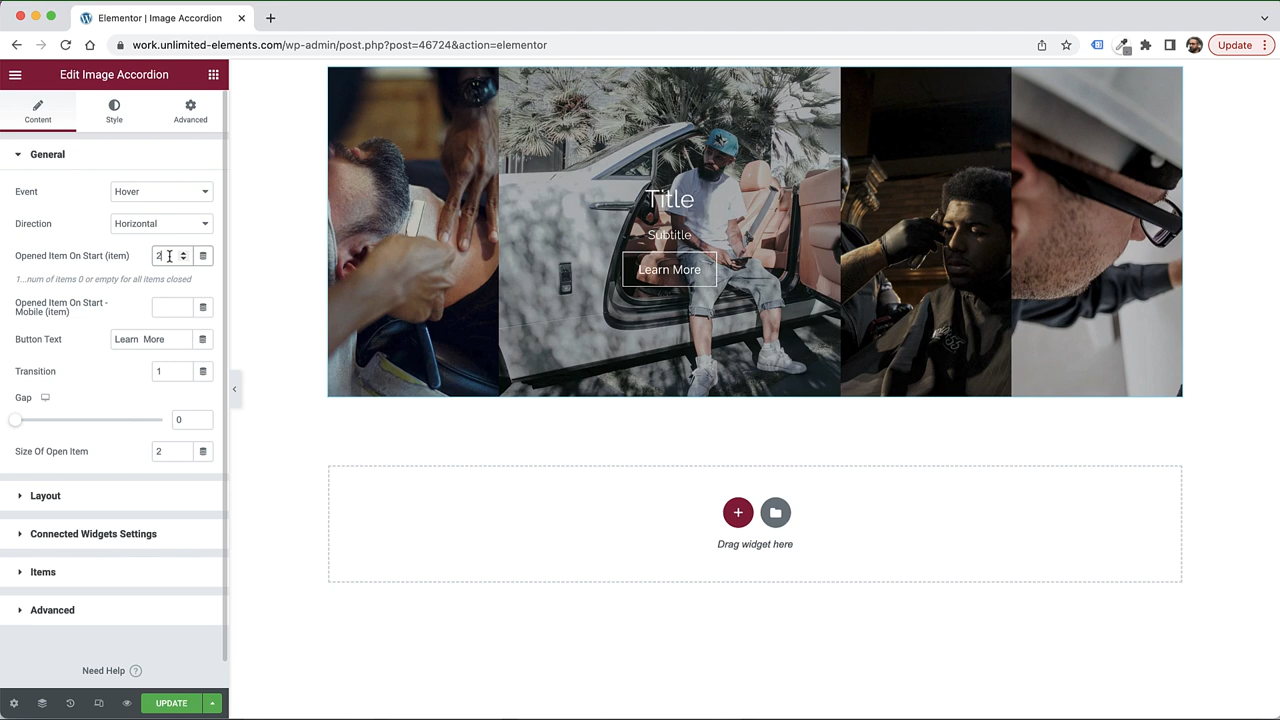 Elementor | Image Accordion
work.unlimited-elements.com/wp-admin/post.php?post=46724&action=elementor
Update
Edit Image Accordion
Content
Style
Advanced
General
Event
Hover
Direction
Horizontal
Opened Item On Start (item)
2
1...num of items 0 or empty for all items closed
Opened Item On Start -
Mobile (item)
Button Text
Learn More
Transition
1
Gap
0
Size Of Open Item
2
Layout
Connected Widgets Settings
Items
Advanced
Need Help
?
UPDATE
Title
Subtitle
Learn More
Drag widget here